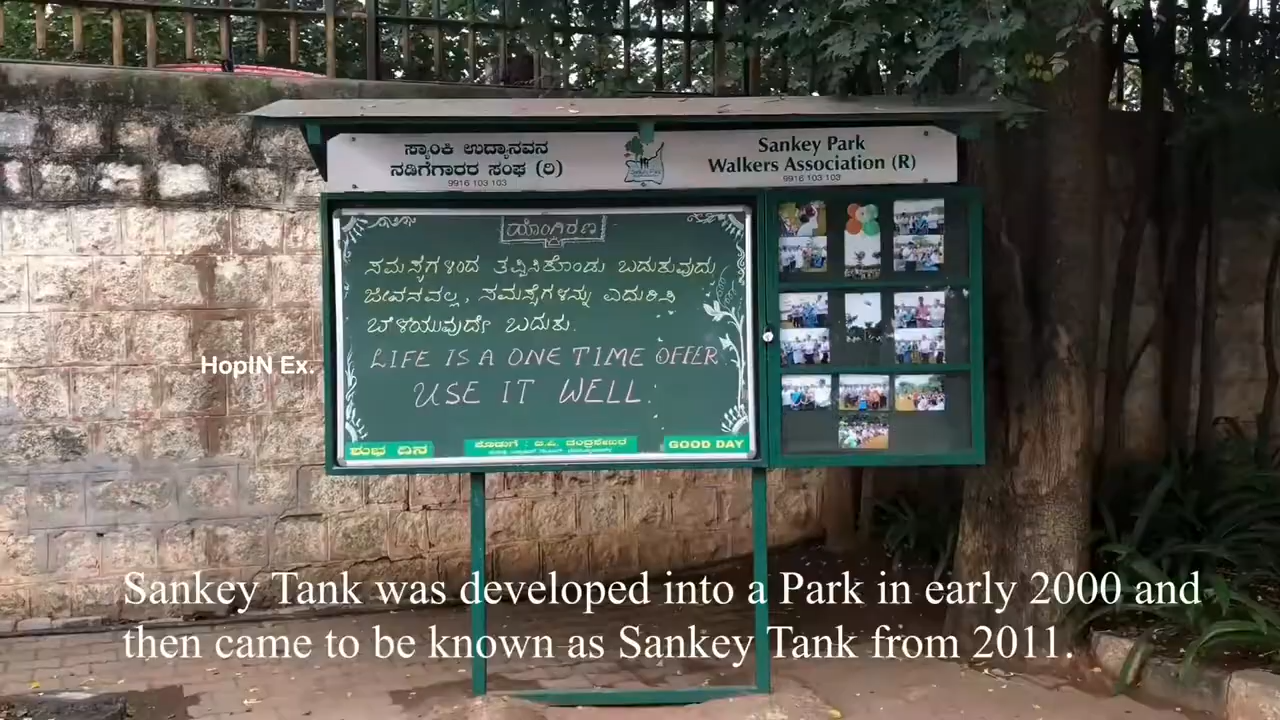 ಸ್ಯಾಂಕಿ ಉದ್ಯಾನವನ
ನಡಿಗೆಗಾರರ ಸಂಘ (ರಿ)
9916 103 103
Sankey Park
Walkers Association (R)
9916 103 103
ಹೊಂಗಿರಣ
ಸಮಸ್ಯೆಗಳಿಂದ ತಪ್ಪಿಸಿಕೊಂಡು ಬದುಕುವುದು
ಜೀವನವಲ್ಲ, ಸಮಸ್ಯೆಗಳನ್ನು ಎದುರಿಸಿ
ಬೆಳೆಯುವುದೇ ಬದುಕು.
LIFE IS A ONE TIME OFFER
USE IT WELL.
ಶುಭ ದಿನ
ಕೊಡುಗೆ : ಜಿ.ಪಿ. ಚಂದ್ರಶೇಖರ
GOOD DAY
HopIN Ex.
Sankey Tank was developed into a Park in early 2000 and
then came to be known as Sankey Tank from 2011.